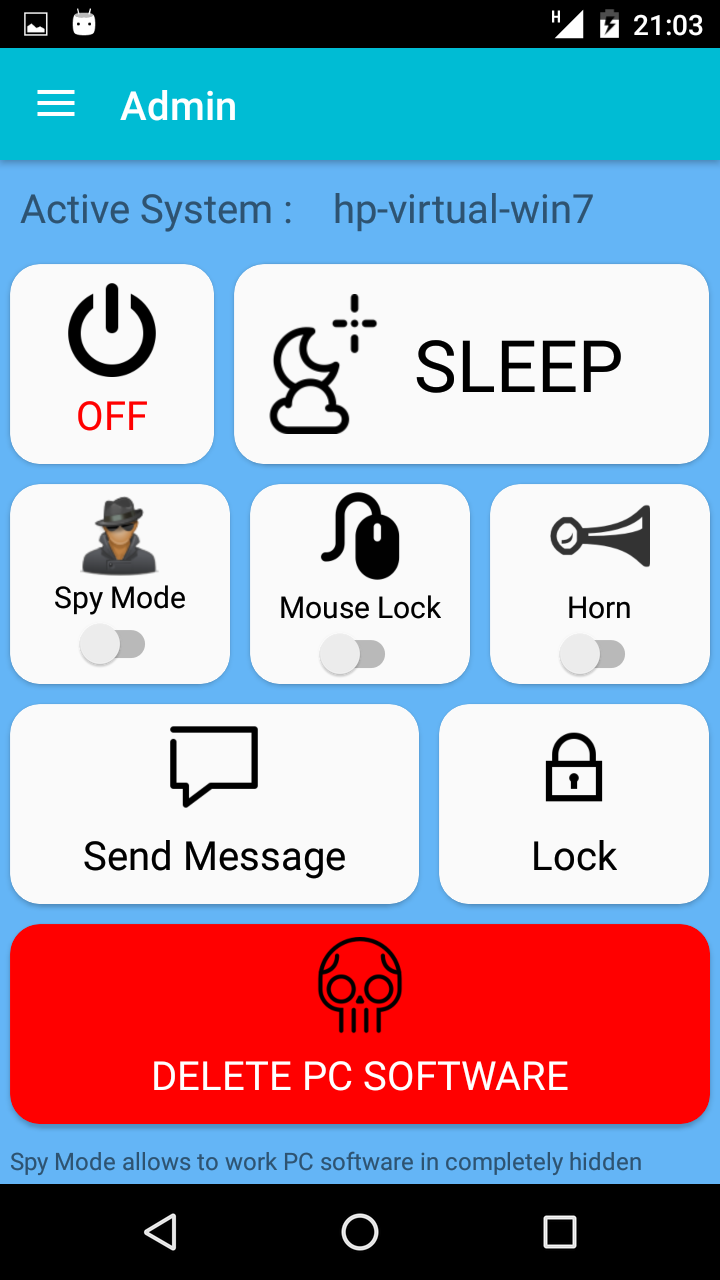 H 21:03
Admin
Active System : hp-virtual-win7
OFF
SLEEP
Spy Mode
Mouse Lock
Horn
Send Message
Lock
DELETE PC SOFTWARE
Spy Mode allows to work PC software in completely hidden